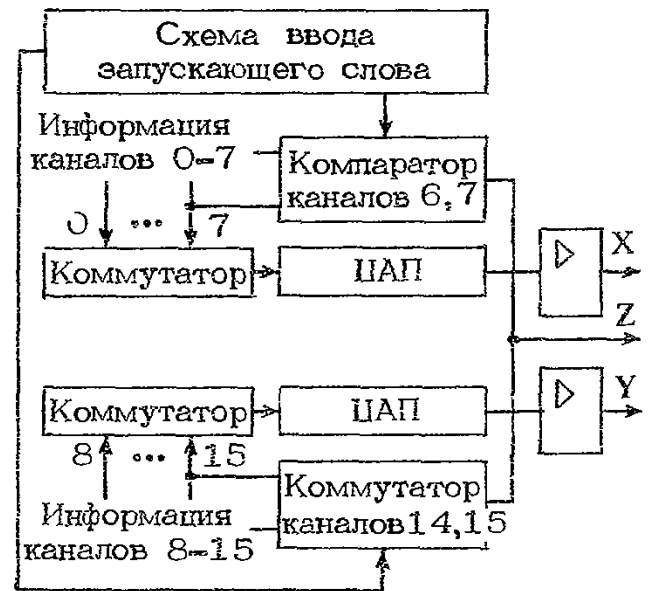 Схема ввода
запускающего слова
Информация
каналов 0-7
Компаратор
каналов 6,7
0 ... 7
Коммутатор
ЦАП
X
Z
Коммутатор
ЦАП
Y
8 ... 15
Коммутатор
каналов 14,15
Информация
каналов 8-15